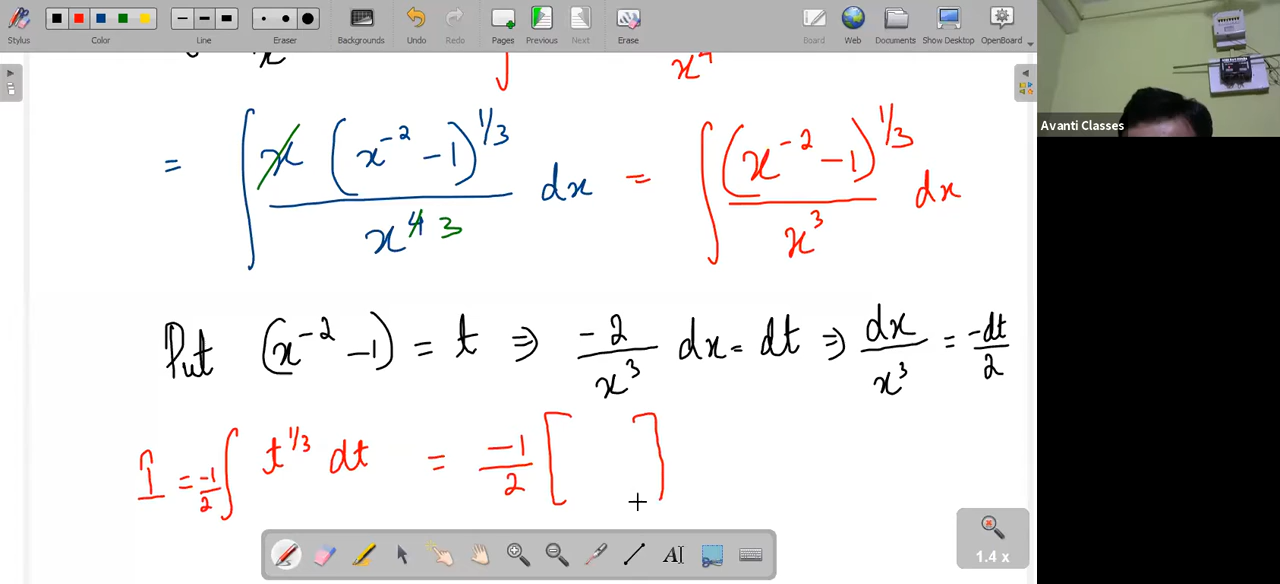 Stylus Color Line Eraser Backgrounds Undo Redo Pages Previous Next Erase Board Web Documents Show Desktop OpenBoard
Avanti Classes
x x⁴
= ∫ x (x⁻² - 1)^1/3 / x⁴ 3 dx = ∫ (x⁻² - 1)^1/3 / x³ dx
Put (x⁻² - 1) = t ⇒ -2/x³ dx = dt ⇒ dx/x³ = -dt/2
I = -1/2 ∫ t^1/3 dt = -1/2 [ ]
1.4 x